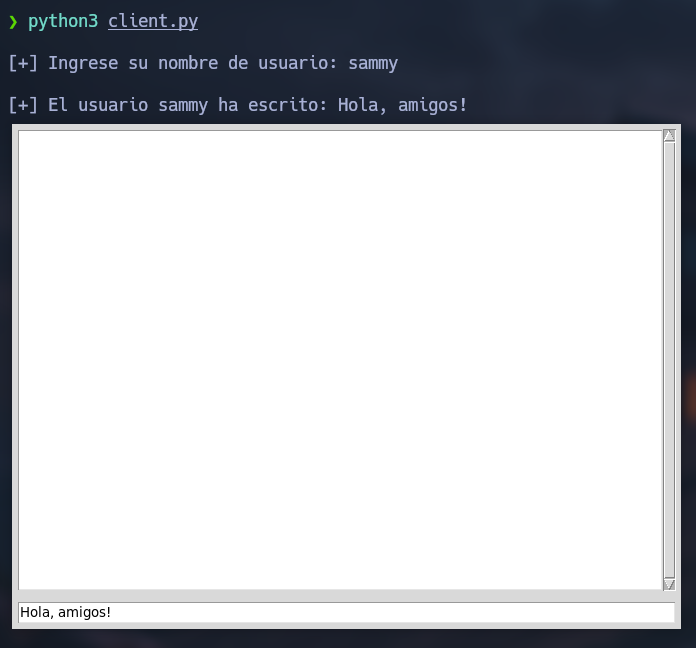 ❯ python3 client.py
[+] Ingrese su nombre de usuario: sammy
[+] El usuario sammy ha escrito: Hola, amigos!
Hola, amigos!